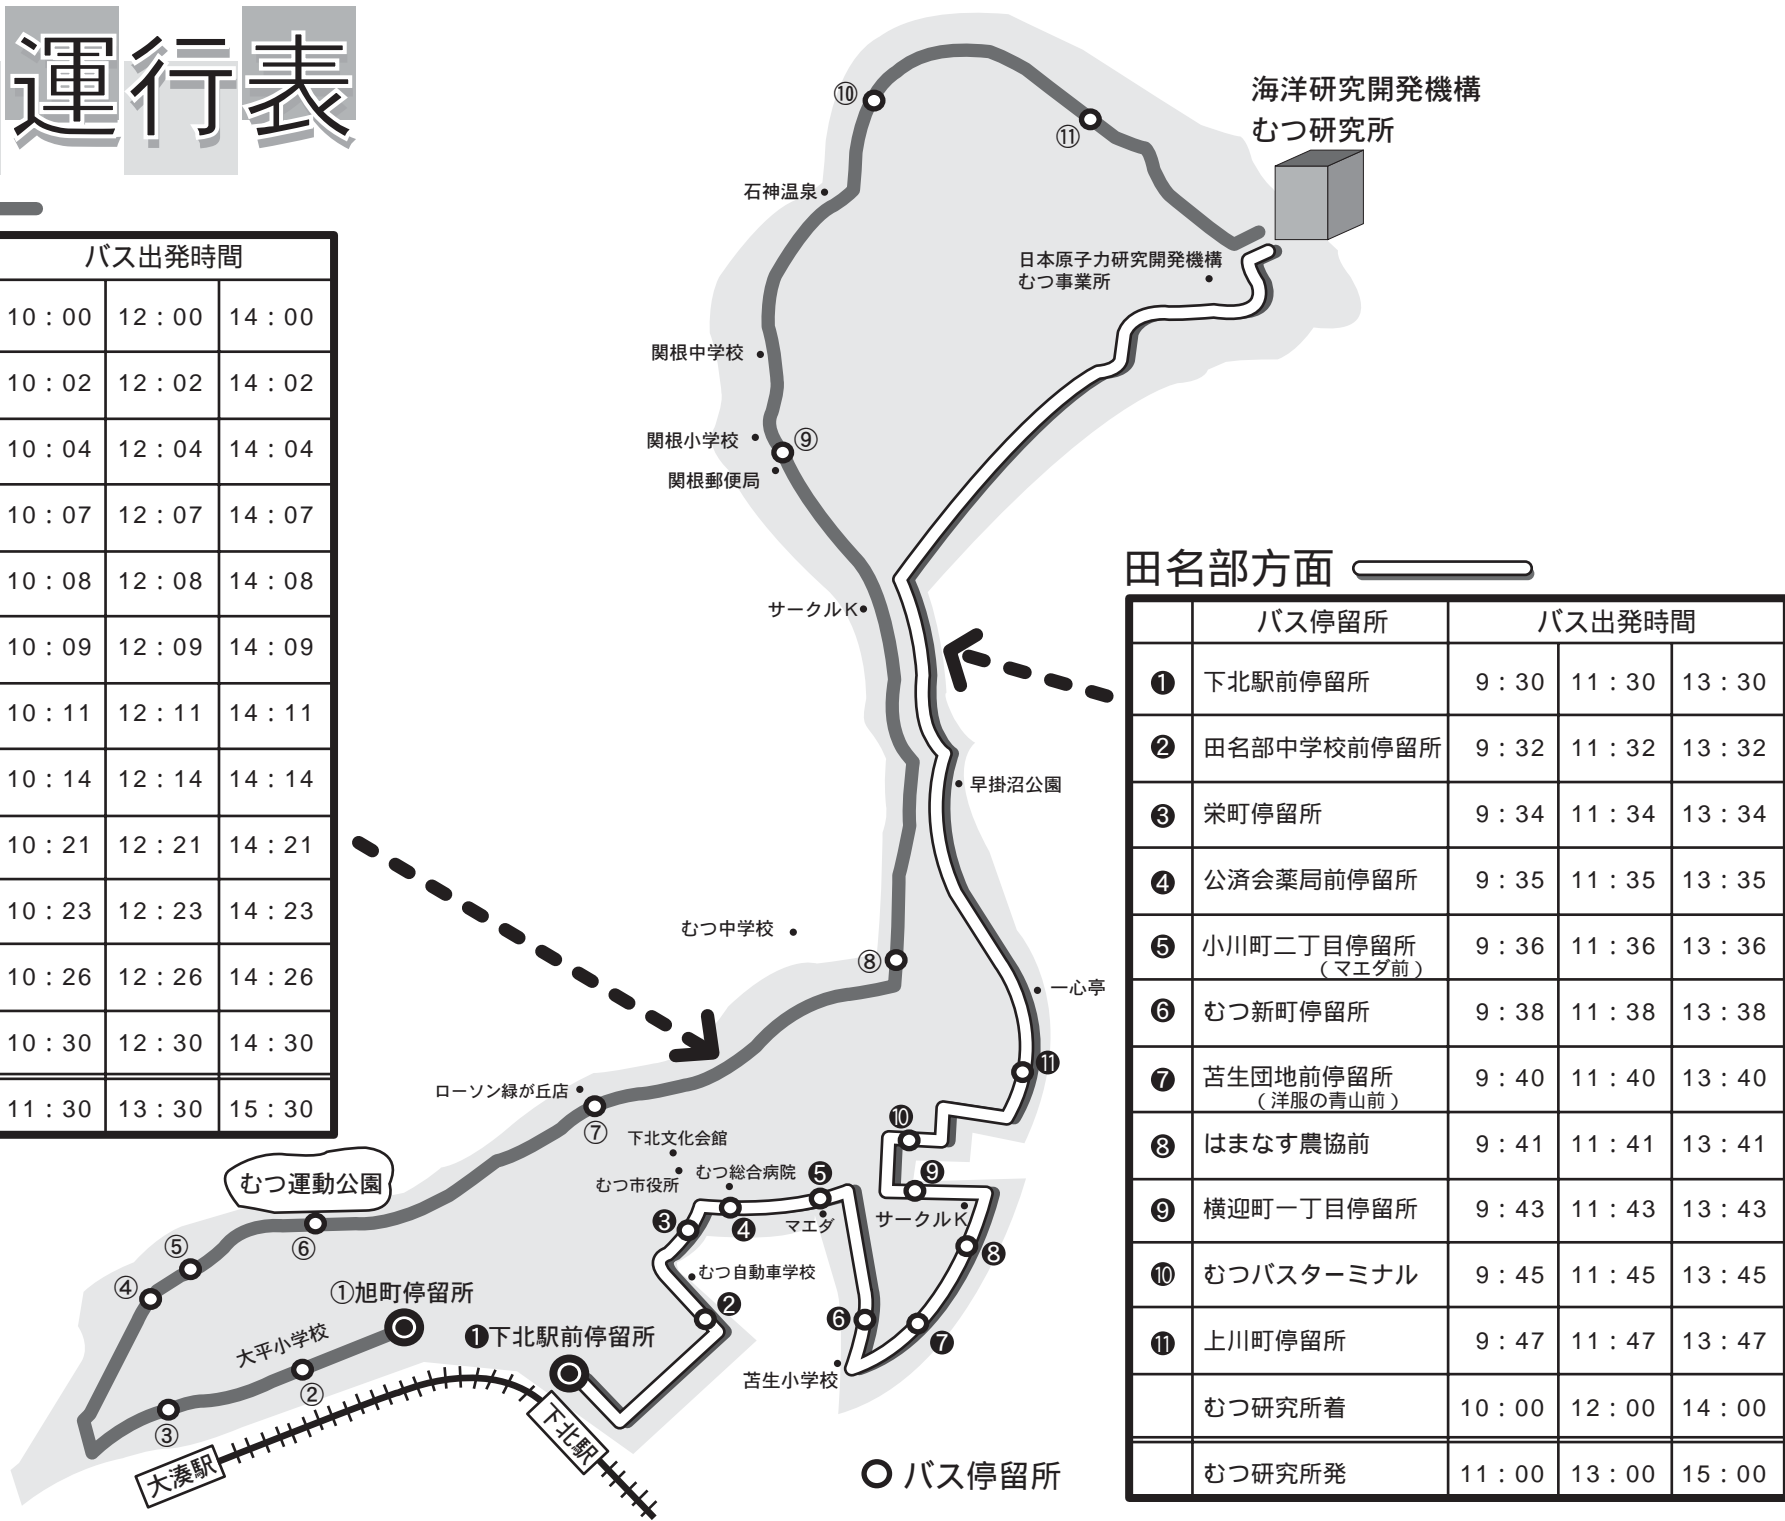 運行表
バス出発時間
10：00 12：00 14：00
10：02 12：02 14：02
10：04 12：04 14：04
10：07 12：07 14：07
10：08 12：08 14：08
10：09 12：09 14：09
10：11 12：11 14：11
10：14 12：14 14：14
10：21 12：21 14：21
10：23 12：23 14：23
10：26 12：26 14：26
10：30 12：30 14：30
11：30 13：30 15：30
海洋研究開発機構
むつ研究所
⑩
⑪
石神温泉
日本原子力研究開発機構
むつ事業所
関根中学校
関根小学校
⑨
関根郵便局
サークルK
早掛沼公園
むつ中学校
⑧
一心亭
⓫
ローソン緑が丘店
⑦
❿
下北文化会館
むつ市役所
むつ総合病院
❺
❾
むつ運動公園
❸
❹
マエダ
サークルK
⑤
⑥
❽
④
むつ自動車学校
①旭町停留所
❷
❻
❼
大平小学校
❶下北駅前停留所
②
苫生小学校
③
大湊駅
下北駅
バス停留所
田名部方面
バス停留所 バス出発時間
❶ 下北駅前停留所 9：30 11：30 13：30
❷ 田名部中学校前停留所 9：32 11：32 13：32
❸ 栄町停留所 9：34 11：34 13：34
❹ 公済会薬局前停留所 9：35 11：35 13：35
❺ 小川町二丁目停留所 9：36 11：36 13：36
（マエダ前）
❻ むつ新町停留所 9：38 11：38 13：38
❼ 苫生団地前停留所 9：40 11：40 13：40
（洋服の青山前）
❽ はまなす農協前 9：41 11：41 13：41
❾ 横迎町一丁目停留所 9：43 11：43 13：43
❿ むつバスターミナル 9：45 11：45 13：45
⓫ 上川町停留所 9：47 11：47 13：47
むつ研究所着 10：00 12：00 14：00
むつ研究所発 11：00 13：00 15：00